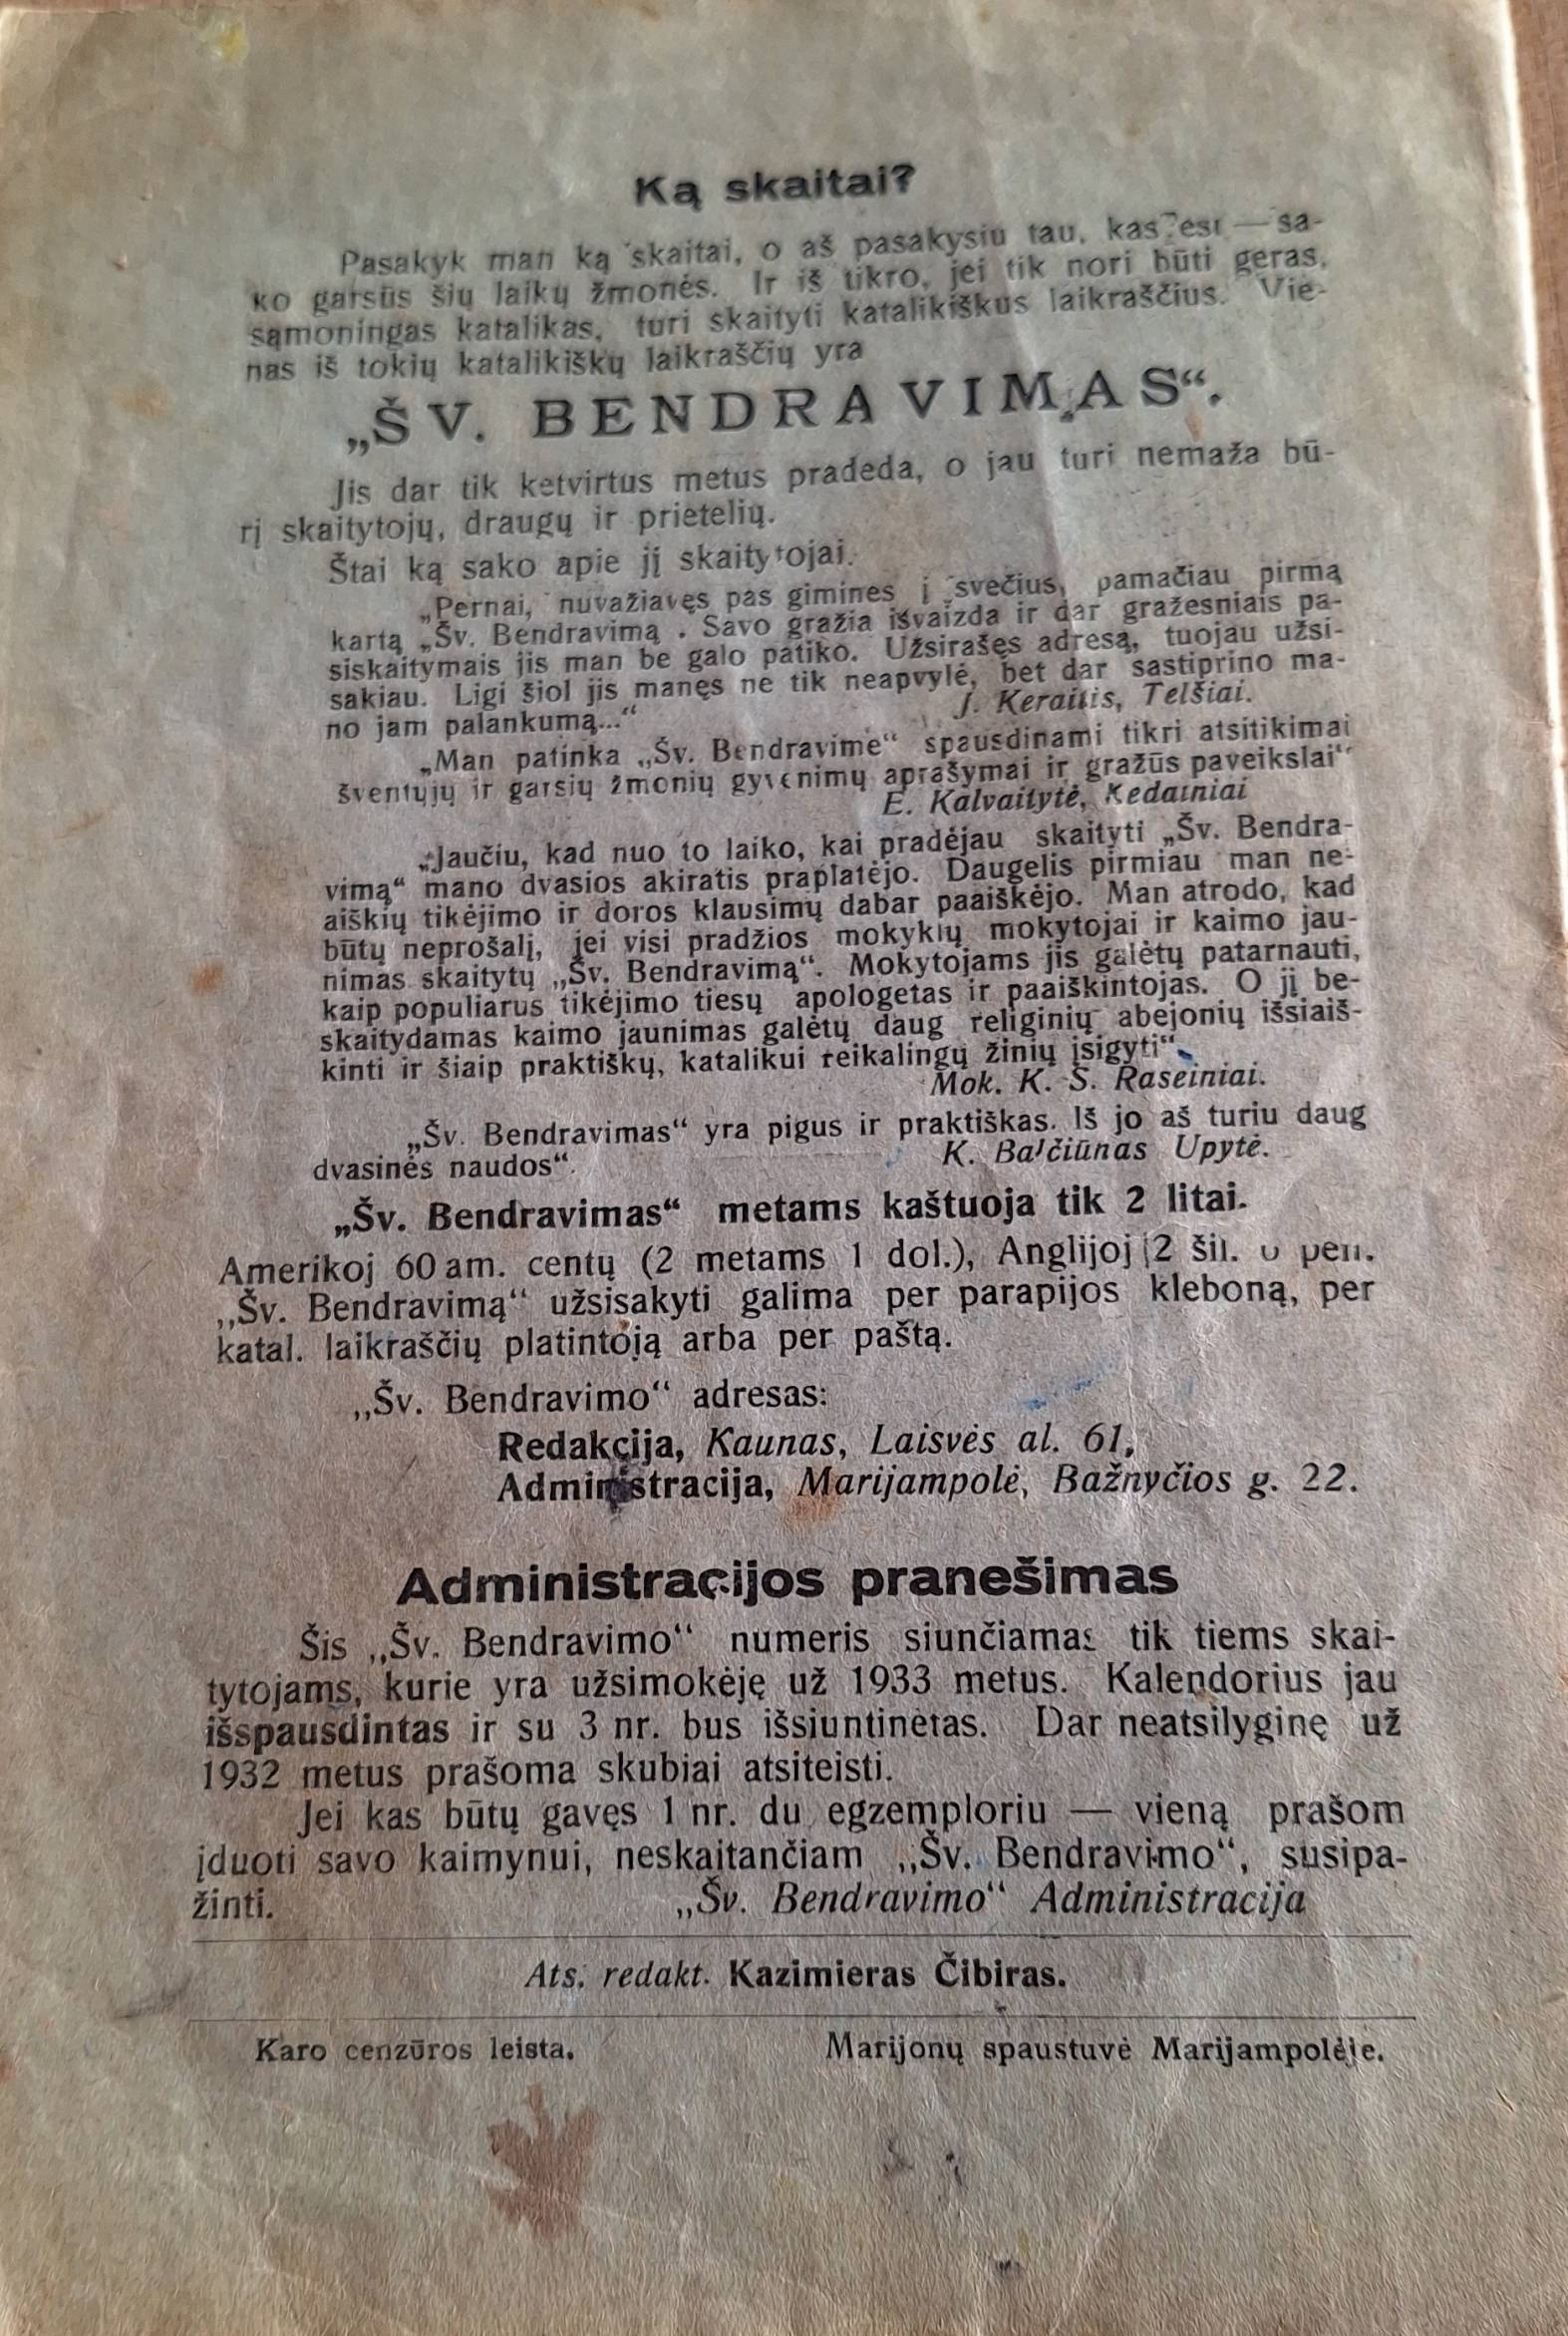 Ką skaitai?
Pasakyk man ką skaitai, o aš pasakysiu tau, kas esi — sa-
ko garsūs šių laikų žmonės. Ir iš tikro, jei tik nori būti geras,
sąmoningas katalikas, turi skaityti katalikiškus laikraščius. Vie-
nas iš tokių katalikiškų laikraščių yra
„ŠV. BENDRAVIMAS“.
Jis dar tik ketvirtus metus pradeda, o jau turi nemaža bū-
rį skaitytojų, draugų ir prietelių.
Štai ką sako apie jį skaitytojai.
„Pernai, nuvažiavęs pas gimines į svečius, pamačiau pirmą
kartą „Šv. Bendravimą . Savo gražia išvaizda ir dar gražesniais pa-
siskaitymais jis man be galo patiko. Užsirašęs adresą, tuojau užsi-
sakiau. Ligi šiol jis manęs ne tik neapvylė, bet dar sustiprino ma-
no jam palankumą...“
J. Keraitis, Telšiai.
„Man patinka „Šv. Bendravime“ spausdinami tikri atsitikimai
šventųjų ir garsių žmonių gyvenimų aprašymai ir gražūs paveikslai“
E. Kalvaitytė, Kėdainiai
„Jaučiu, kad nuo to laiko, kai pradėjau skaityti „Šv. Bendra-
vimą“ mano dvasios akiratis praplatėjo. Daugelis pirmiau man ne-
aiškių tikėjimo ir doros klausimų dabar paaiškėjo. Man atrodo, kad
būtų neprošalį, jei visi pradžios mokyklų mokytojai ir kaimo jau-
nimas skaitytų „Šv. Bendravimą“. Mokytojams jis galėtų patarnauti,
kaip populiarus tikėjimo tiesų apologetas ir paaiškintojas. O jį be-
skaitydamas kaimo jaunimas galėtų daug religinių abejonių išsiaiš-
kinti ir šiaip praktiškų, katalikui reikalingų žinių įsigyti“.
Mok. K. S. Raseiniai.
„Šv. Bendravimas“ yra pigus ir praktiškas. Iš jo aš turiu daug
dvasinės naudos“.
K. Balčiūnas Upytė.
„Šv. Bendravimas“ metams kaštuoja tik 2 litai.
Amerikoj 60 am. centų (2 metams 1 dol.), Anglijoj 2 šil. pen.
„Šv. Bendravimą“ užsisakyti galima per parapijos kleboną, per
katal. laikraščių platintoją arba per paštą.
„Šv. Bendravimo“ adresas:
Redakcija, Kaunas, Laisvės al. 61,
Administracija, Marijampolė, Bažnyčios g. 22.
Administracijos pranešimas
Šis „Šv. Bendravimo“ numeris siunčiamas tik tiems skai-
tytojams, kurie yra užsimokėję už 1933 metus. Kalendorius jau
išspausdintas ir su 3 nr. bus išsiuntinėtas. Dar neatsilyginę už
1932 metus prašoma skubiai atsiteisti.
Jei kas būtų gavęs 1 nr. du egzemploriu — vieną prašom
įduoti savo kaimynui, neskaitančiam „Šv. Bendravimo“, susipa-
žinti.
„Šv. Bendravimo“ Administracija
Ats. redakt. Kazimieras Čibiras.
Karo cenzūros leista.
Marijonų spaustuvė Marijampolėje.